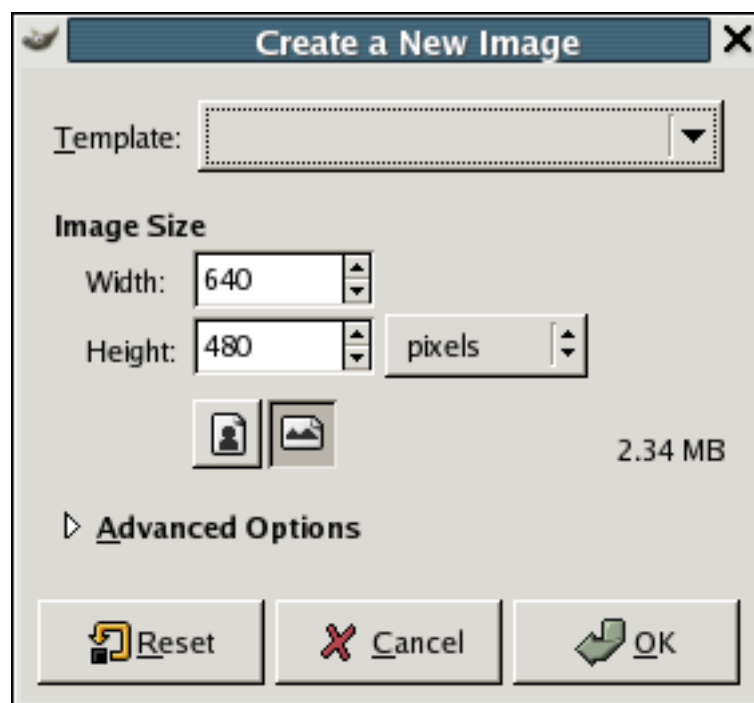 Create a New Image
Template:
Image Size
Width: 640
Height: 480 pixels
2.34 MB
Advanced Options
Reset Cancel OK